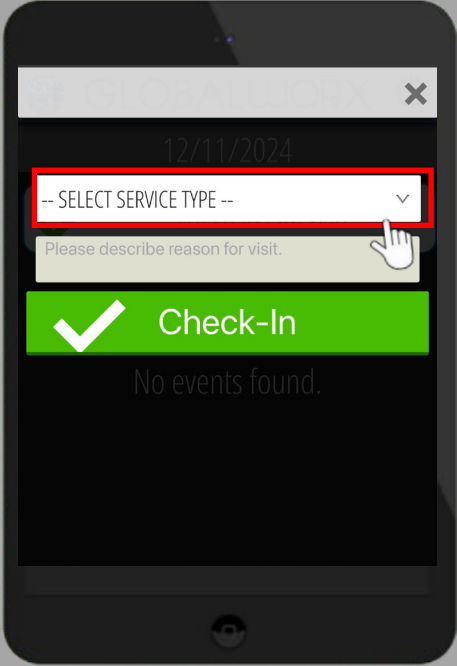 GLOBALWORX
12/11/2024
-- SELECT SERVICE TYPE --
Please describe reason for visit.
Check-In
No events found.